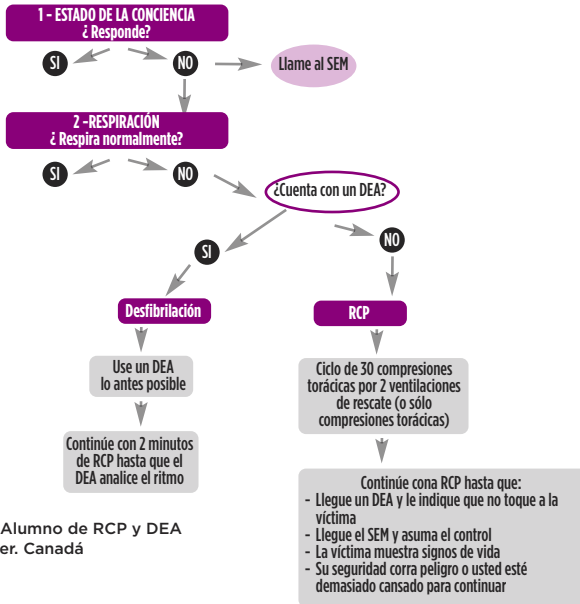 1 - ESTADO DE LA CONCIENCIA
¿ Responde?
SI
NO
Llame al SEM
2 -RESPIRACIÓN
¿ Respira normalmente?
SI
NO
¿Cuenta con un DEA?
SI
NO
Desfibrilación
RCP
Use un DEA
lo antes posible
Continúe con 2 minutos
de RCP hasta que el
DEA analice el ritmo
Ciclo de 30 compresiones
torácicas por 2 ventilaciones
de rescate (o sólo
compresiones torácicas)
Continúe cona RCP hasta que:
- Llegue un DEA y le indique que no toque a la
víctima
- Llegue el SEM y asuma el control
- La víctima muestra signos de vida
- Su seguridad corra peligro o usted esté
demasiado cansado para continuar
Alumno de RCP y DEA
er. Canadá